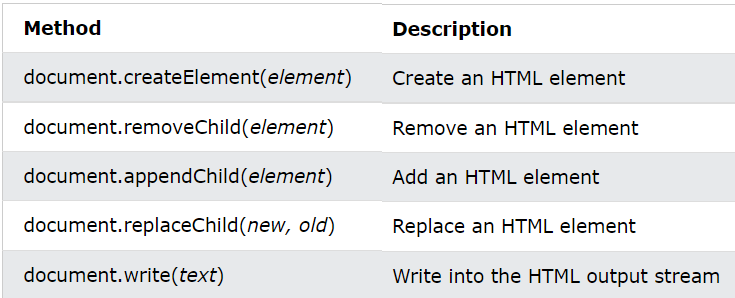 Method Description
document.createElement(element) Create an HTML element
document.removeChild(element) Remove an HTML element
document.appendChild(element) Add an HTML element
document.replaceChild(new, old) Replace an HTML element
document.write(text) Write into the HTML output stream